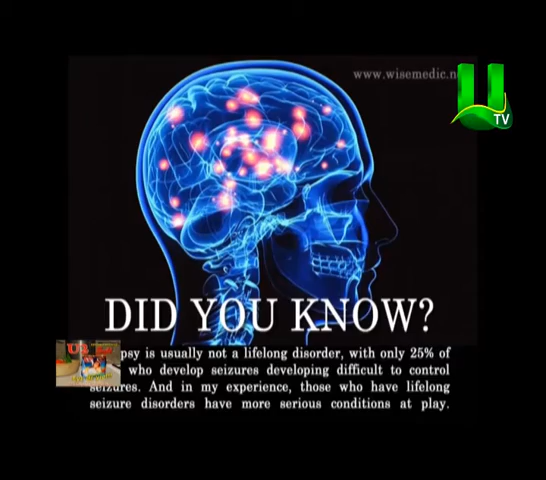 www.wisemedic.n
U
TV
DID YOU KNOW?
psy is usually not a lifelong disorder, with only 25% of
who develop seizures developing difficult to control
seizures. And in my experience, those who have lifelong
seizure disorders have more serious conditions at play.